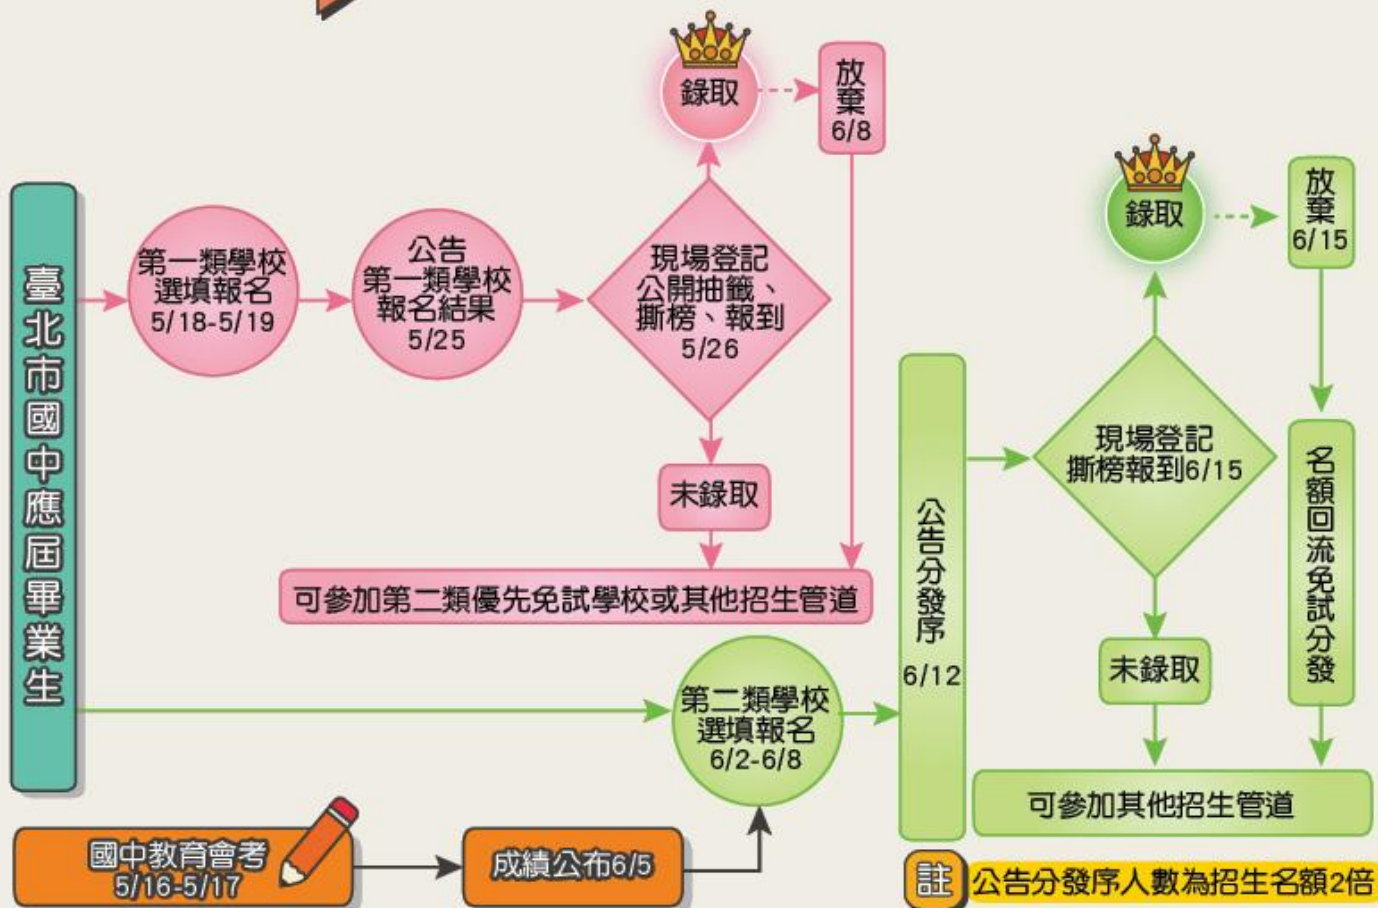 臺北市國中應屆畢業生
第一類學校
選填報名
5/18-5/19
公告
第一類學校
報名結果
5/25
現場登記
公開抽籤、
撕榜、報到
5/26
錄取
放棄
6/8
未錄取
可參加第二類優先免試學校或其他招生管道
第二類學校
選填報名
6/2-6/8
公告分發序
6/12
現場登記
撕榜報到6/15
錄取
放棄
6/15
名額回流免試分發
未錄取
可參加其他招生管道
國中教育會考
5/16-5/17
成績公布6/5
註 公告分發序人數為招生名額2倍